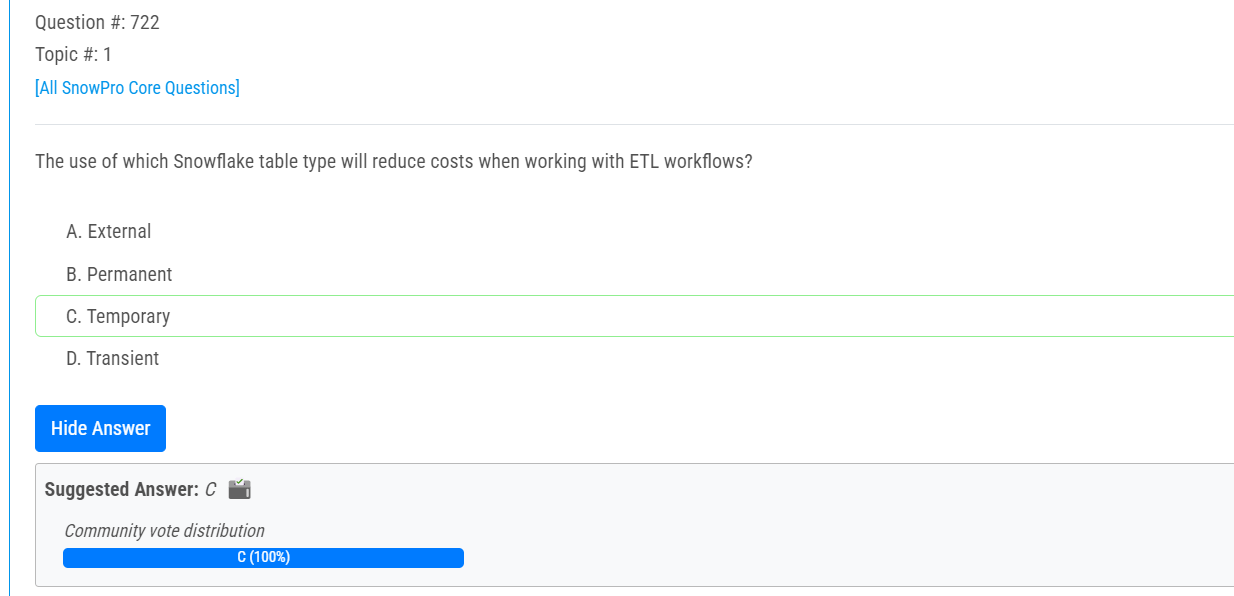 Question #: 722
Topic #: 1
[All SnowPro Core Questions]
The use of which Snowflake table type will reduce costs when working with ETL workflows?
A. External
B. Permanent
C. Temporary
D. Transient
Hide Answer
Suggested Answer: C
Community vote distribution
C (100%)